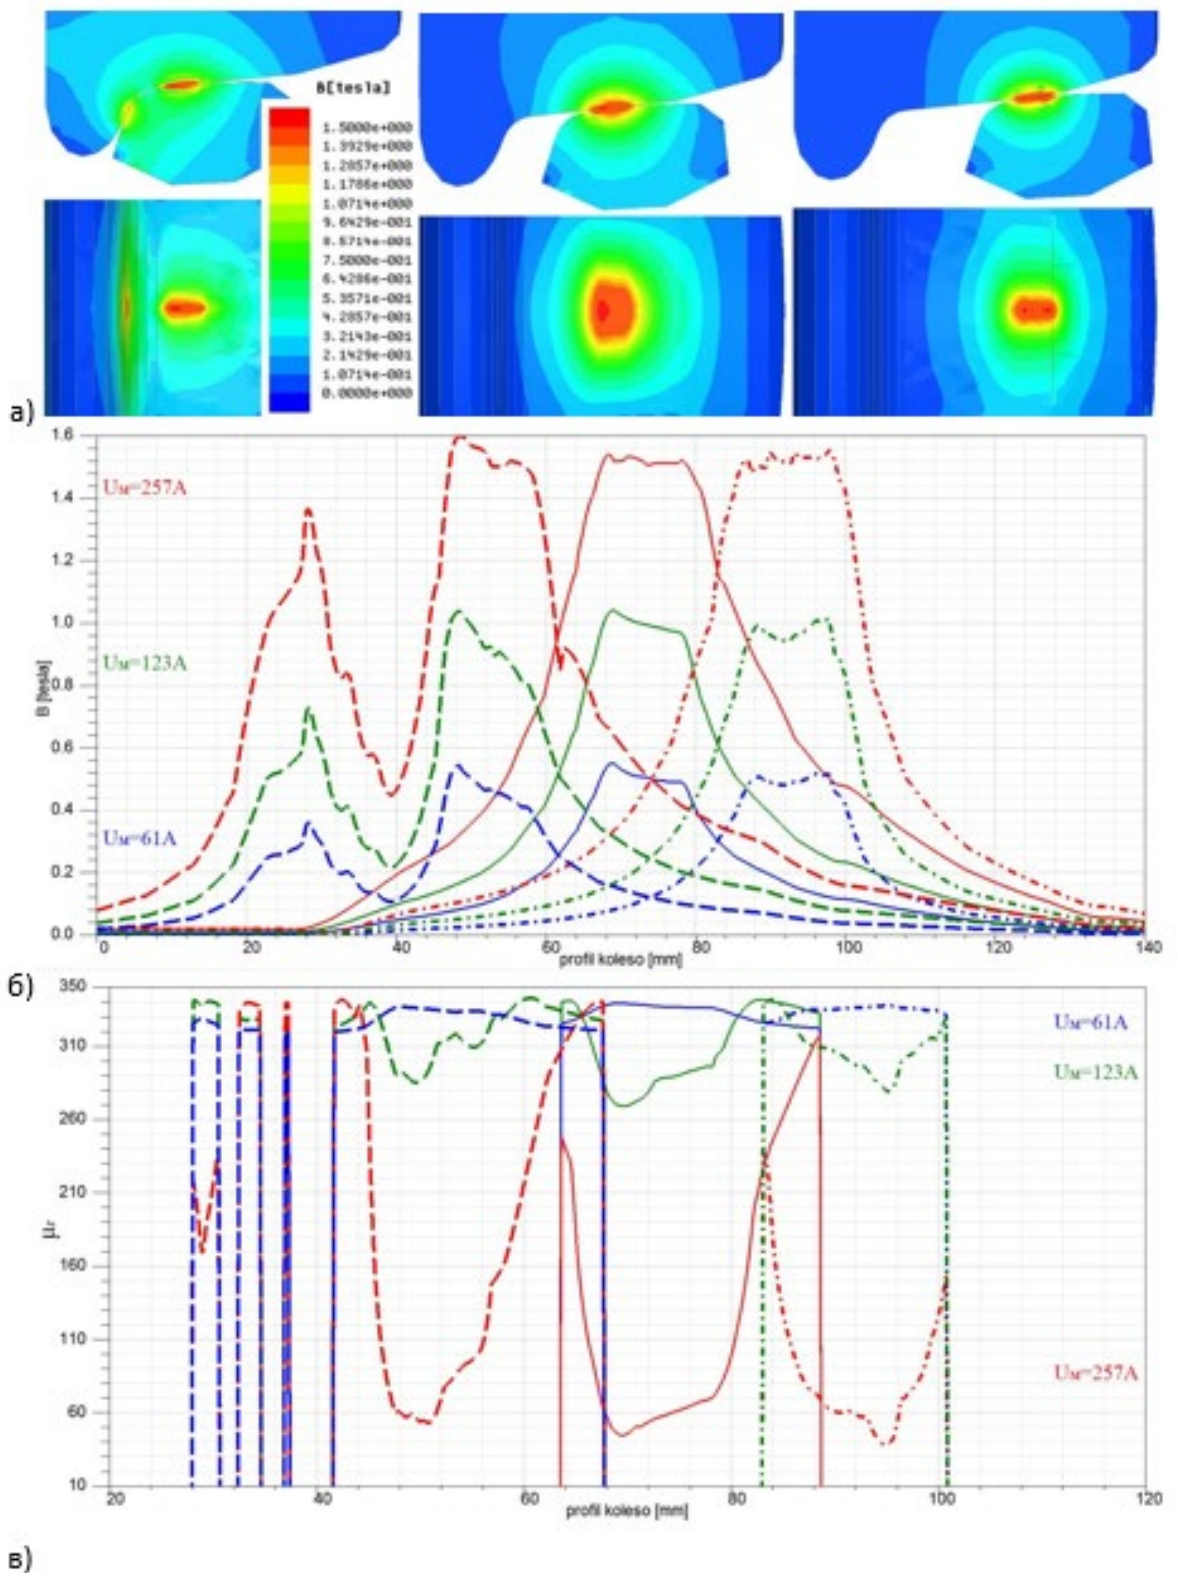 B[tesla]
1.5000e+000
1.3929e+000
1.2857e+000
1.1786e+000
1.0714e+000
9.6429e-001
8.5714e-001
7.5000e-001
6.4286e-001
5.3571e-001
4.2857e-001
3.2143e-001
2.1429e-001
1.0714e-001
0.0000e+000
а)
1.6
1.4
1.2
1.0
0.8
0.6
0.4
0.2
0.0
B [tesla]
Uм=257A
Uм=123A
Uм=61A
0 20 40 60 80 100 120 140
profil koleso [mm]
б)
350
310
260
210
160
110
60
10
μr
Uм=61A
Uм=123A
Uм=257A
20 40 60 80 100 120
profil koleso [mm]
в)